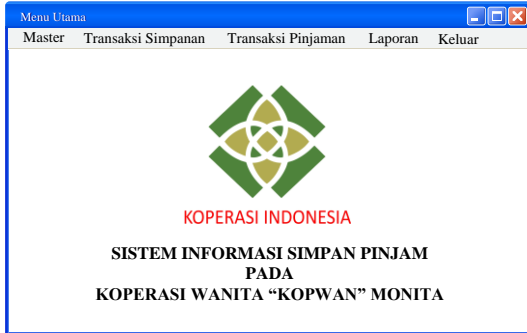 Menu Utama
Master Transaksi Simpanan Transaksi Pinjaman Laporan Keluar
KOPERASI INDONESIA
SISTEM INFORMASI SIMPAN PINJAM
PADA
KOPERASI WANITA “KOPWAN” MONITA